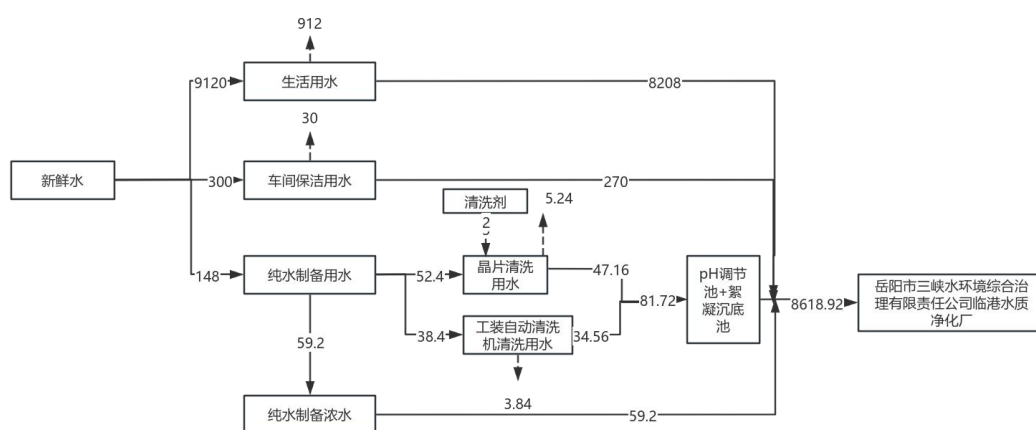 912
9120
生活用水
8208
30
新鲜水
300
车间保洁用水
270
清洗剂
5.24
2
148
纯水制备用水
52.4
晶片清洗
用水
47.16
pH调节
池+絮
凝沉底
池
81.72
8618.92
岳阳市三峡水环境综合治
理有限责任公司临港水质
净化厂
38.4
工装自动清洗
机清洗用水
34.56
59.2
3.84
纯水制备浓水
59.2